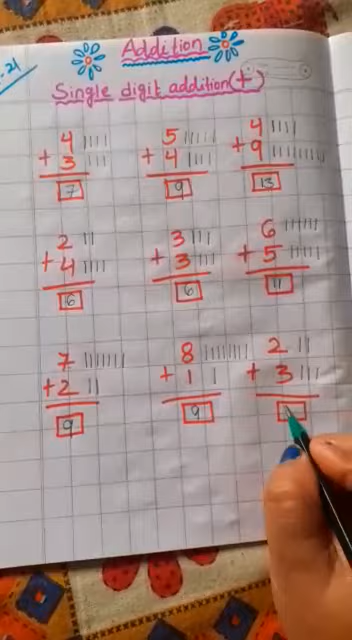 .21
Addition
Single digit addition(+)
4 5 4
+ 3 + 4 + 9
7 9 13
2 3 6
+ 4 + 3 + 5
6 6 11
7 8 2
+ 2 + 1 + 3
9 9